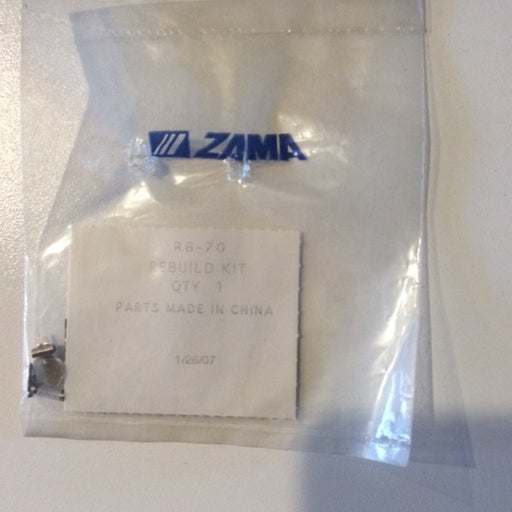 ZAMA
RB-70
REBUILD KIT
QTY 1
PARTS MADE IN CHINA
1/26/07